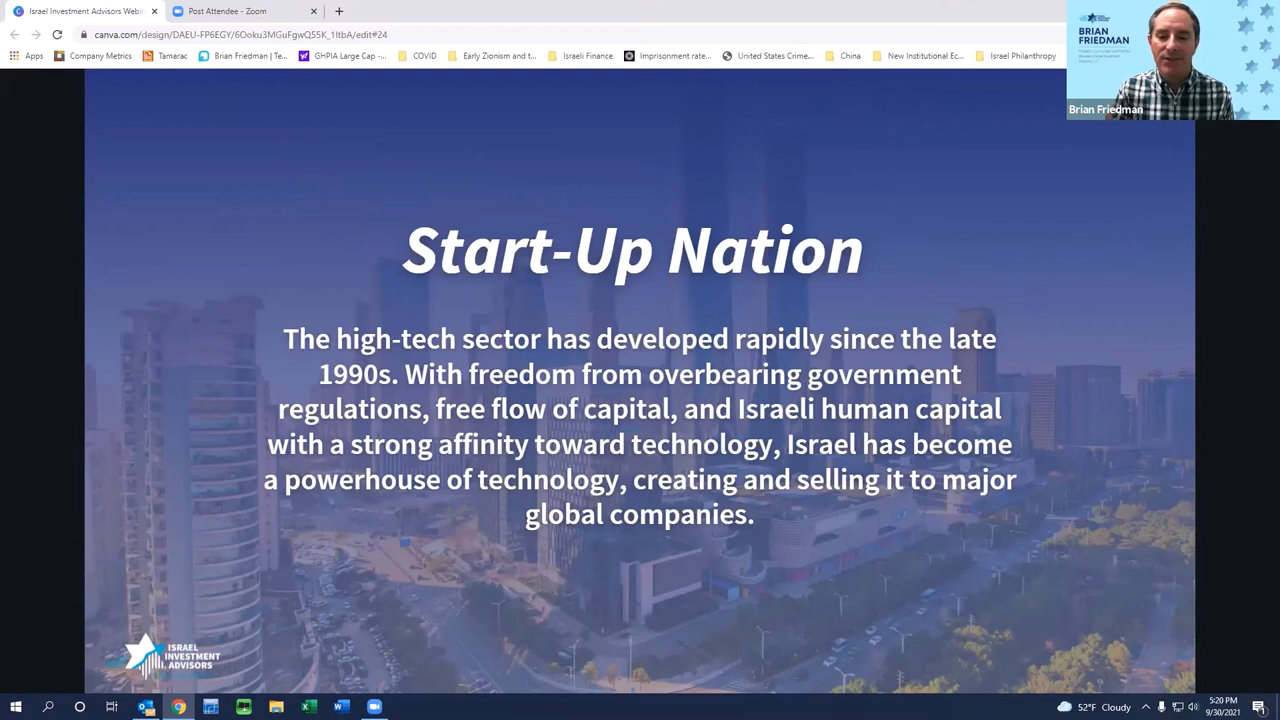 Israel Investment Advisors Webin
Post Attendee - Zoom
canva.com/design/DAEU-FP6EGY/6Ooku3MGuFgwQ55K_1ItbA/edit#24
Apps
Company Metrics
Tamarac
Brian Friedman | Te...
GHPIA Large Cap -...
COVID
Early Zionism and t...
Israeli Finance
Imprisonment rate...
United States Crime...
China
New Institutional Ec...
Israel Philanthropy
BRIAN
FRIEDMAN
Brian Friedman
Start-Up Nation
The high-tech sector has developed rapidly since the late
1990s. With freedom from overbearing government
regulations, free flow of capital, and Israeli human capital
with a strong affinity toward technology, Israel has become
a powerhouse of technology, creating and selling it to major
global companies.
ISRAEL
INVESTMENT
ADVISORS
52°F Cloudy
5:20 PM
9/30/2021